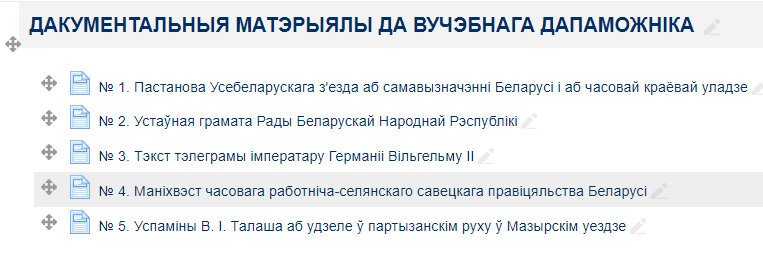 ДАКУМЕНТАЛЬНЫЯ МАТЭРЫЯЛЫ ДА ВУЧЭБНАГА ДАПАМОЖНІКА
№ 1. Пастанова Усебеларускага з'езда аб самавызначэнні Беларусі і аб часовай краёвай уладзе
№ 2. Устаўная грамата Рады Беларускай Народнай Рэспублікі
№ 3. Тэкст тэлеграмы імператару Германіі Вільгельму II
№ 4. Маніхвэст часовага работніча-селянскаго савецкага правіцяльства Беларусі
№ 5. Успаміны В. І. Талаша аб удзеле ў партызанскім руху ў Мазырскім уездзе